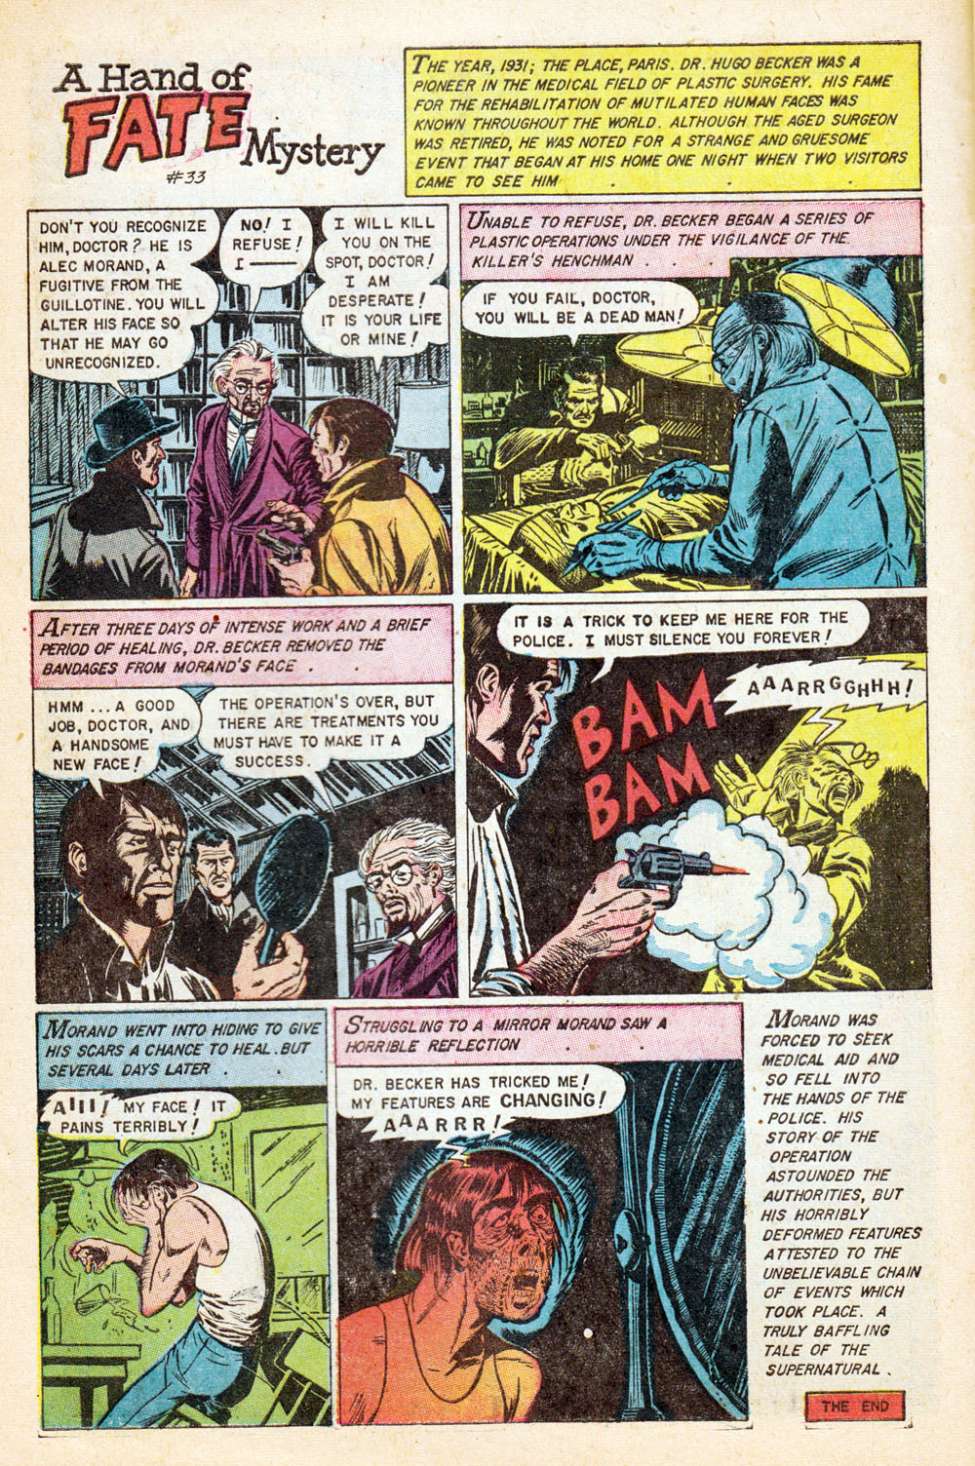 A Hand of
FATE
Mystery
#33
THE YEAR, 1931; THE PLACE, PARIS. DR. HUGO BECKER WAS A
PIONEER IN THE MEDICAL FIELD OF PLASTIC SURGERY. HIS FAME
FOR THE REHABILITATION OF MUTILATED HUMAN FACES WAS
KNOWN THROUGHOUT THE WORLD. ALTHOUGH THE AGED SURGEON
WAS RETIRED, HE WAS NOTED FOR A STRANGE AND GRUESOME
EVENT THAT BEGAN AT HIS HOME ONE NIGHT WHEN TWO VISITORS
CAME TO SEE HIM . . .
DON'T YOU RECOGNIZE
HIM, DOCTOR? HE IS
ALEC MORAND, A
FUGITIVE FROM THE
GUILLOTINE. YOU WILL
ALTER HIS FACE SO
THAT HE MAY GO
UNRECOGNIZED.
NO! I
REFUSE!
I ——
I WILL KILL
YOU ON THE
SPOT, DOCTOR!
I AM
DESPERATE!
IT IS YOUR LIFE
OR MINE!
UNABLE TO REFUSE, DR. BECKER BEGAN A SERIES OF
PLASTIC OPERATIONS UNDER THE VIGILANCE OF THE
KILLER'S HENCHMAN . . .
IF YOU FAIL, DOCTOR,
YOU WILL BE A DEAD MAN!
AFTER THREE DAYS OF INTENSE WORK AND A BRIEF
PERIOD OF HEALING, DR. BECKER REMOVED THE
BANDAGES FROM MORAND'S FACE . .
HMM ... A GOOD
JOB, DOCTOR, AND
A HANDSOME
NEW FACE!
THE OPERATION'S OVER, BUT
THERE ARE TREATMENTS YOU
MUST HAVE TO MAKE IT A
SUCCESS.
IT IS A TRICK TO KEEP ME HERE FOR THE
POLICE. I MUST SILENCE YOU FOREVER!
BAM
BAM
AAARRGGHHH!
MORAND WENT INTO HIDING TO GIVE
HIS SCARS A CHANCE TO HEAL. BUT
SEVERAL DAYS LATER . .
AIII! MY FACE! IT
PAINS TERRIBLY!
STRUGGLING TO A MIRROR MORAND SAW A
HORRIBLE REFLECTION . .
DR. BECKER HAS TRICKED ME!
MY FEATURES ARE CHANGING!
AAARRR!
MORAND WAS
FORCED TO SEEK
MEDICAL AID AND
SO FELL INTO
THE HANDS OF THE
POLICE. HIS
STORY OF THE
OPERATION
ASTOUNDED THE
AUTHORITIES, BUT
HIS HORRIBLY
DEFORMED FEATURES
ATTESTED TO THE
UNBELIEVABLE CHAIN
OF EVENTS WHICH
TOOK PLACE. A
TRULY BAFFLING
TALE OF THE
SUPERNATURAL.
THE END